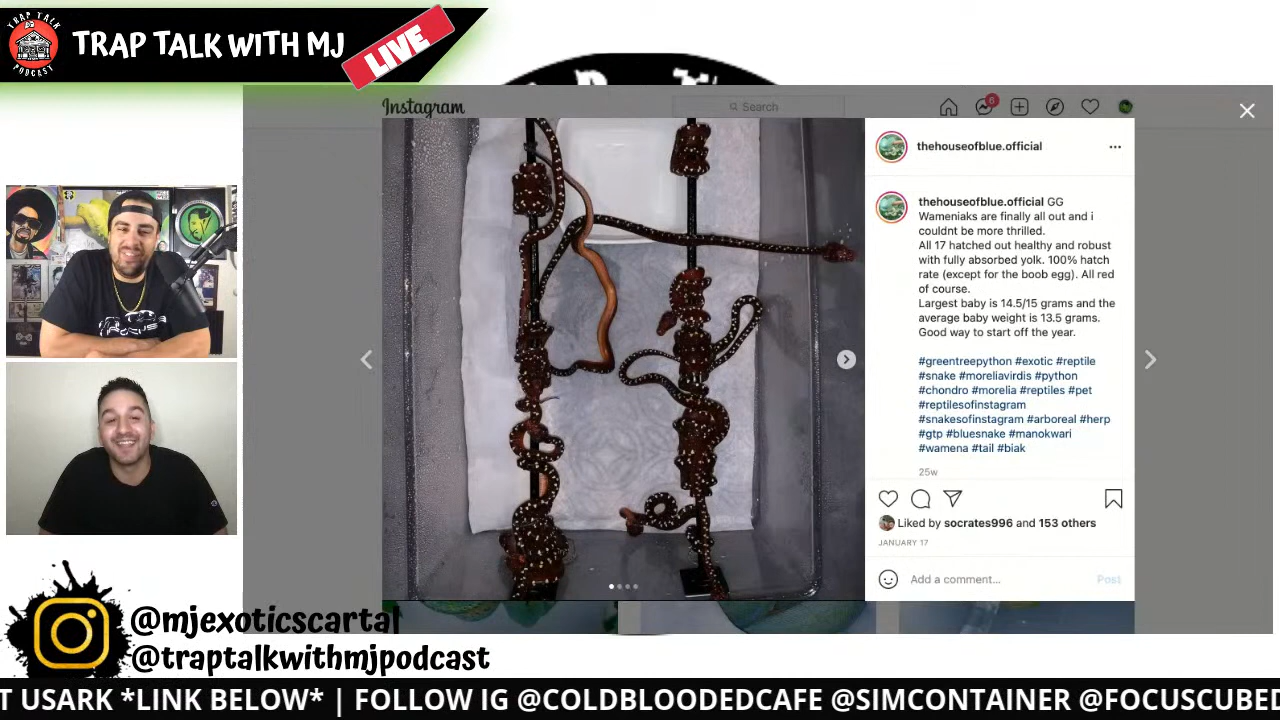 TRAP TALK
PODCAST
TRAP TALK WITH MJ
LIVE
Instagram
Search
6
thehouseofblue.official
thehouseofblue.official GG
Wameniaks are finally all out and i
couldnt be more thrilled.
All 17 hatched out healthy and robust
with fully absorbed yolk. 100% hatch
rate (except for the boob egg). All red
of course.
Largest baby is 14.5/15 grams and the
average baby weight is 13.5 grams.
Good way to start off the year.
#greentreepython #exotic #reptile
#snake #moreliavirdis #python
#chondro #morelia #reptiles #pet
#reptilesofinstagram
#snakesofinstagram #arboreal #herp
#gtp #bluesnake #manokwari
#wamena #tail #biak
25w
Liked by socrates996 and 153 others
JANUARY 17
Add a comment...
Post
@mjexoticscartal
@traptalkwithmjpodcast
T USARK *LINK BELOW* | FOLLOW IG @COLDBLOODEDCAFE @SIMCONTAINER @FOCUSCUBED